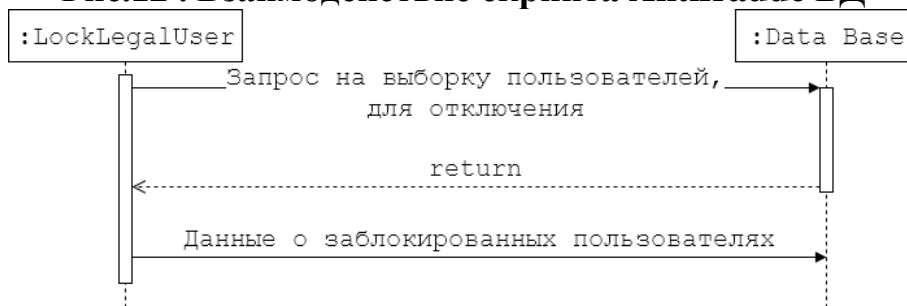 :LockLegalUser
:Data Base
Запрос на выборку пользователей,
для отключения
return
Данные о заблокированных пользователях